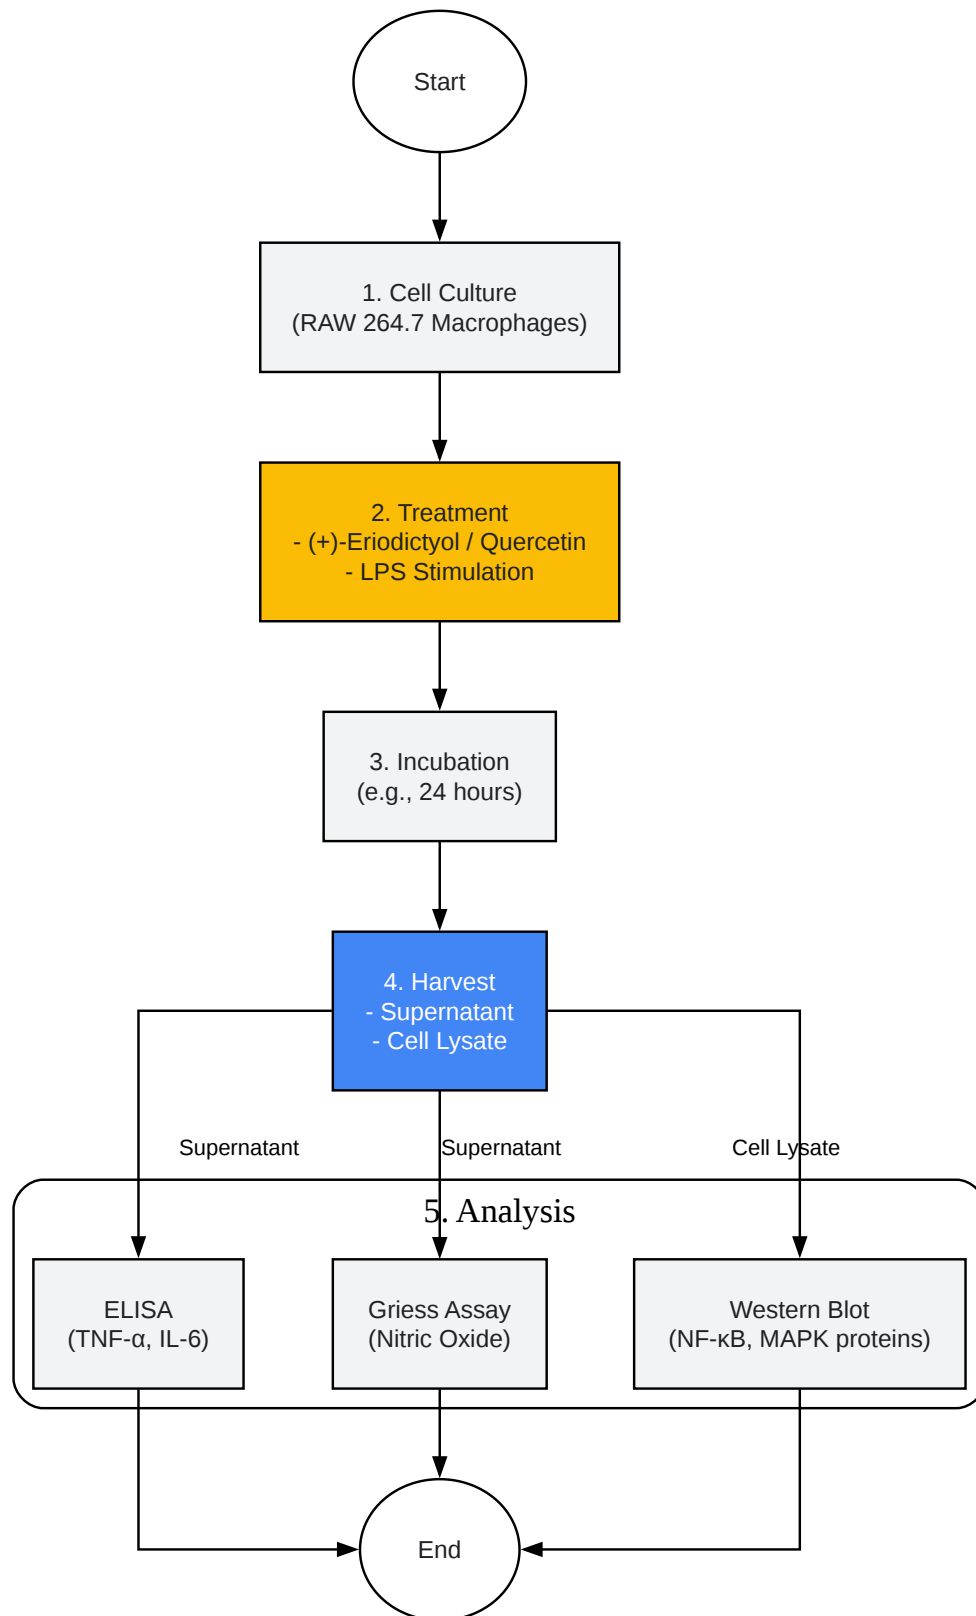 Start
1. Cell Culture
(RAW 264.7 Macrophages)
2. Treatment
- (+)-Eriodictyol / Quercetin
- LPS Stimulation
3. Incubation
(e.g., 24 hours)
4. Harvest
- Supernatant
- Cell Lysate
Supernatant
Supernatant
Cell Lysate
5. Analysis
ELISA
(TNF-α, IL-6)
Griess Assay
(Nitric Oxide)
Western Blot
(NF-κB, MAPK proteins)
End